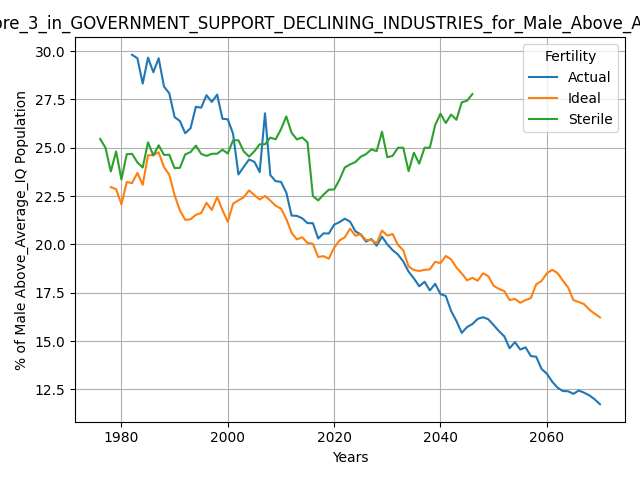 ore_3_in_GOVERNMENT_SUPPORT_DECLINING_INDUSTRIES_for_Male_Above_A
30.0
27.5
25.0
22.5
20.0
17.5
15.0
12.5
% of Male Above_Average_IQ Population
Fertility
Actual
Ideal
Sterile
1980
2000
2020
2040
2060
Years